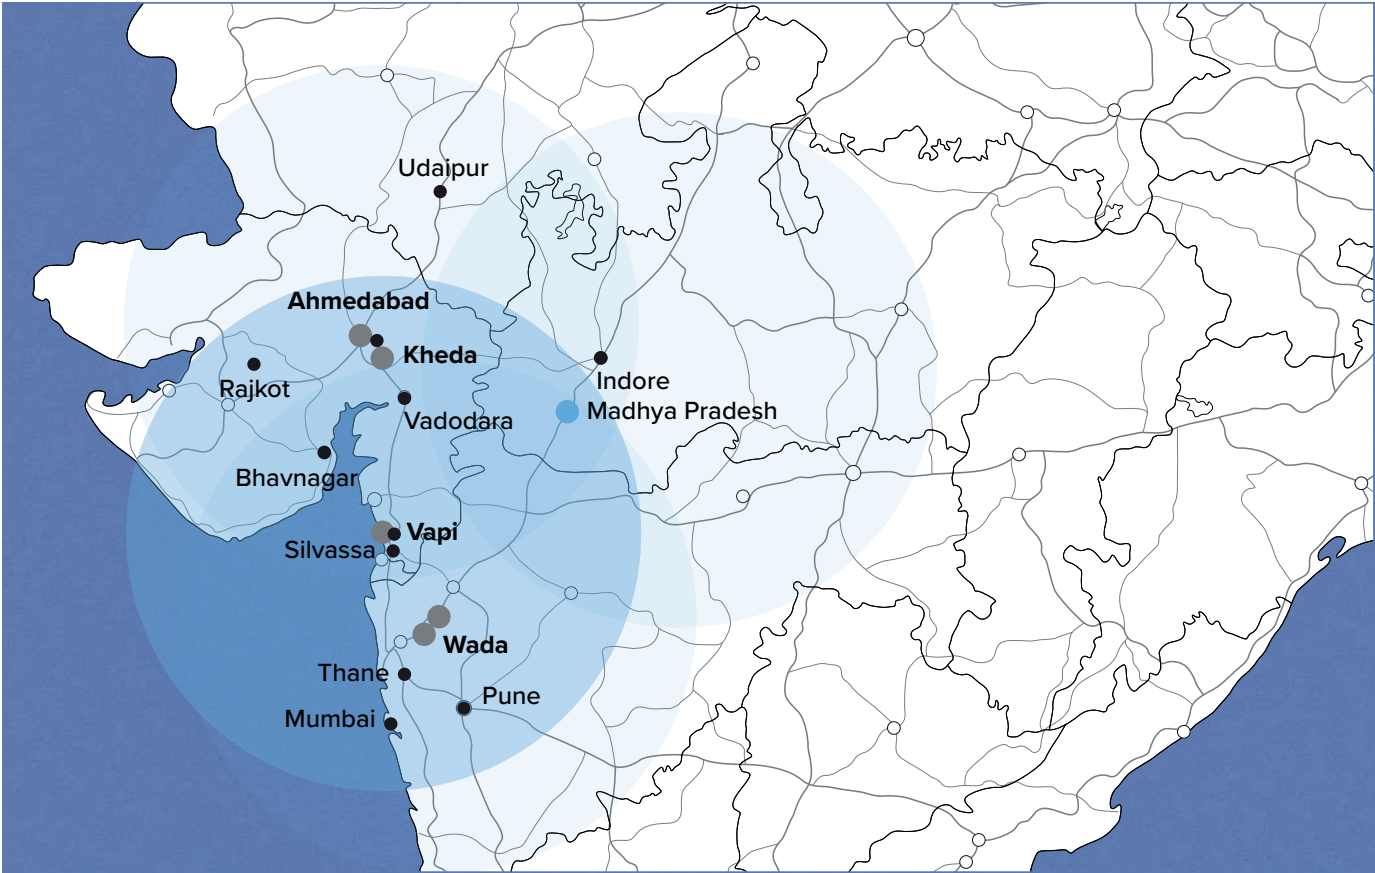 Udaipur
Ahmedabad
Kheda
Rajkot
Indore
Madhya Pradesh
Vadodara
Bhavnagar
Vapi
Silvassa
Wada
Thane
Pune
Mumbai